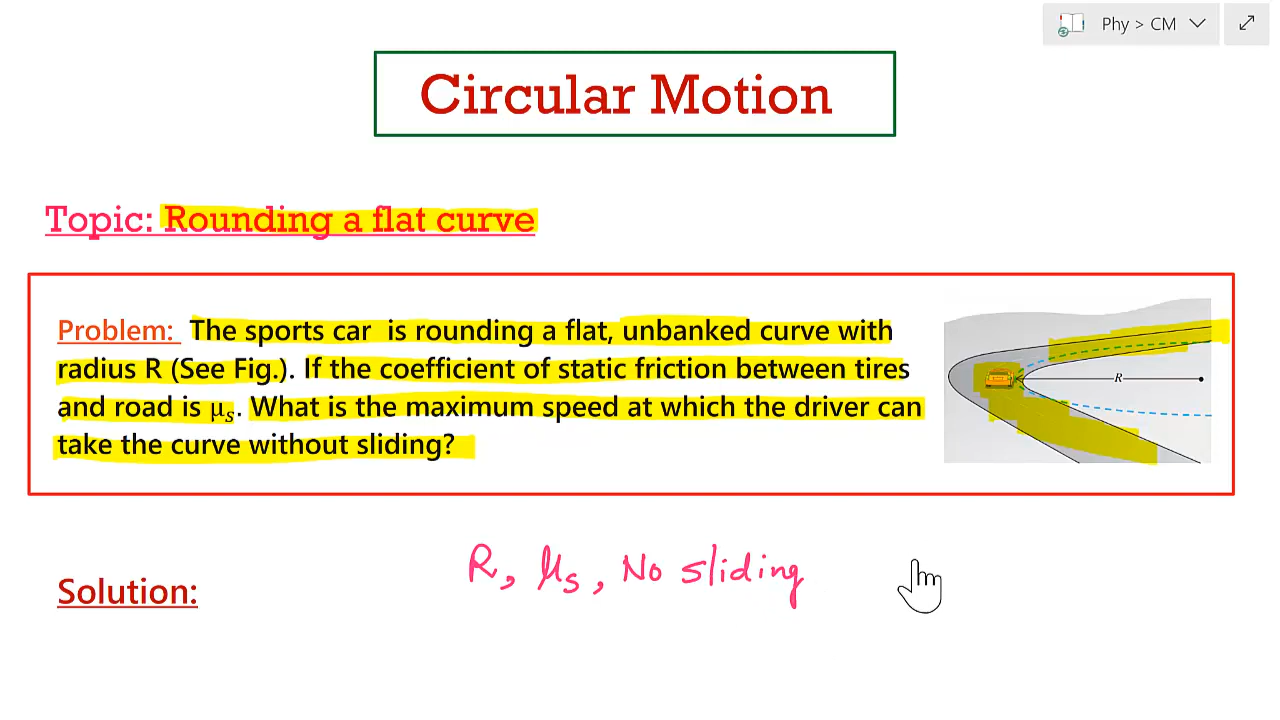 Phy > CM
Circular Motion
Topic: Rounding a flat curve
Problem: The sports car is rounding a flat, unbanked curve with
radius R (See Fig.). If the coefficient of static friction between tires
and road is μₛ. What is the maximum speed at which the driver can
take the curve without sliding?
R
R, μₛ, No sliding
Solution: